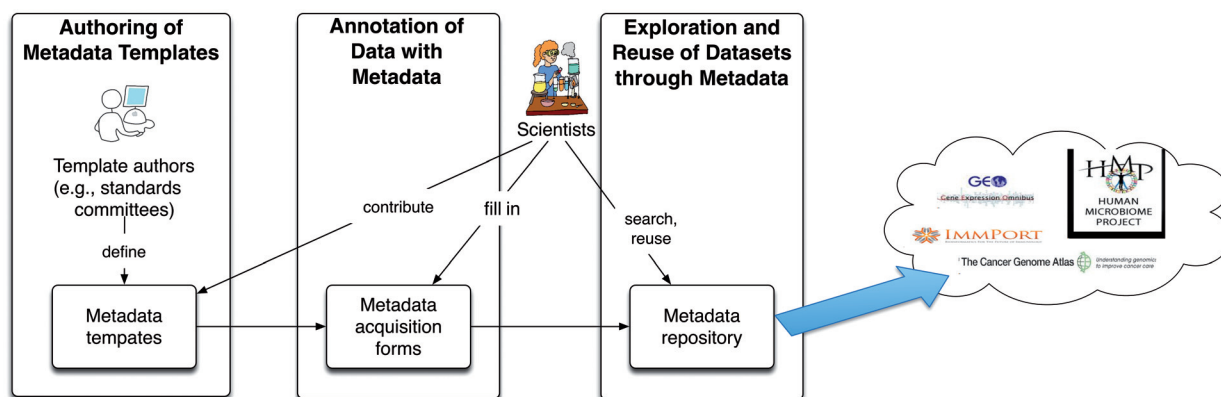 Authoring of
Metadata Templates
Template authors
(e.g., standards
committees)
define
Metadata
tempates
Annotation of
Data with
Metadata
Scientists
contribute
fill in
search,
reuse
Metadata
acquisition
forms
Exploration and
Reuse of Datasets
through Metadata
Metadata
repository
GEO
Gene Expression Omnibus
HMP
HUMAN
MICROBIOME
PROJECT
IMMPORT
The Cancer Genome Atlas
Understanding genomics
to improve cancer care